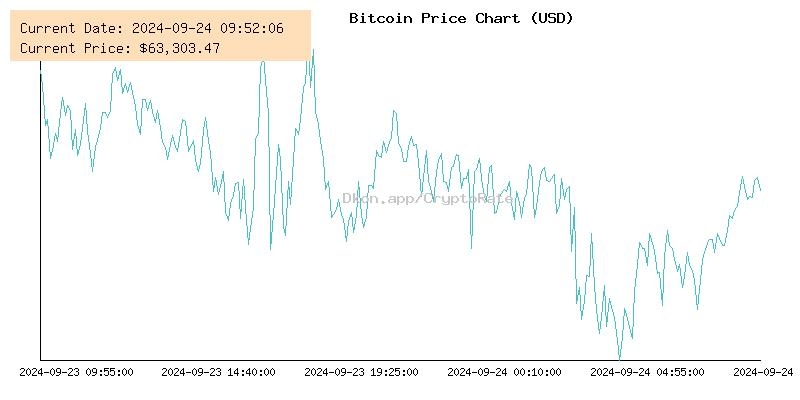 Bitcoin Price Chart (USD)
Current Date: 2024-09-24 09:52:06
Current Price: $63,303.47
Dkon.app/CryptoRate
2024-09-23 09:55:00 2024-09-23 14:40:00 2024-09-23 19:25:00 2024-09-24 00:10:00 2024-09-24 04:55:00 2024-09-24